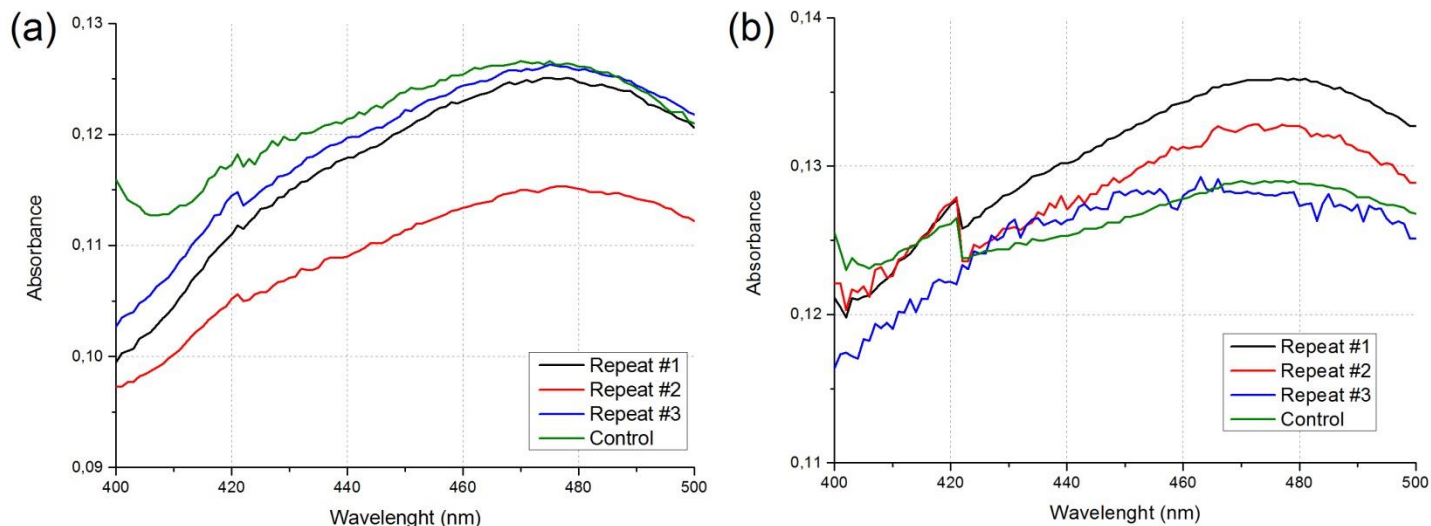 (a)
0,13
0,12
0,11
0,10
0,09
Absorbance
400
420
440
460
480
500
Wavelenght (nm)
Repeat #1
Repeat #2
Repeat #3
Control
(b)
0,14
0,13
0,12
0,11
Absorbance
400
420
440
460
480
500
Wavelenght (nm)
Repeat #1
Repeat #2
Repeat #3
Control